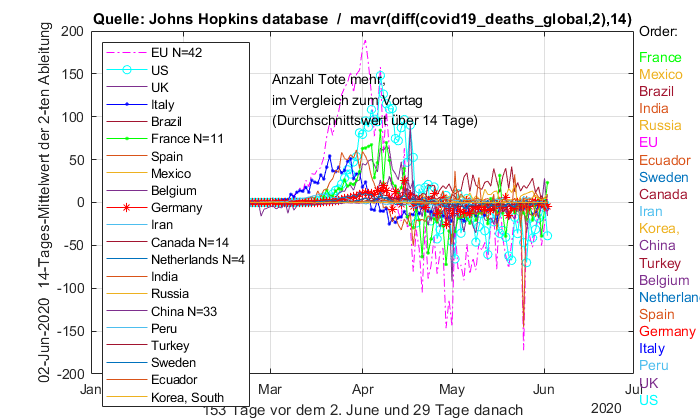 Quelle: Johns Hopkins database / mavr(diff(covid19_deaths_global,2),14)
02-Jun-2020 14-Tages-Mittelwert der 2-ten Ableitung
200
150
100
50
0
-50
-100
-150
-200
EU N=42
US
UK
Italy
Brazil
France N=11
Spain
Mexico
Belgium
Germany
Iran
Canada N=14
Netherlands N=4
India
Russia
China N=33
Peru
Turkey
Sweden
Ecuador
Korea, South
Anzahl Tote mehr,
im Vergleich zum Vortag
(Durchschnittswert über 14 Tage)
Order:
France
Mexico
Brazil
India
Russia
EU
Ecuador
Sweden
Canada
Iran
Korea,
China
Turkey
Belgium
Netherlan
Spain
Germany
Italy
Peru
UK
US
Jan Mar Apr May Jun Jul
153 Tage vor dem 2. June und 29 Tage danach
2020